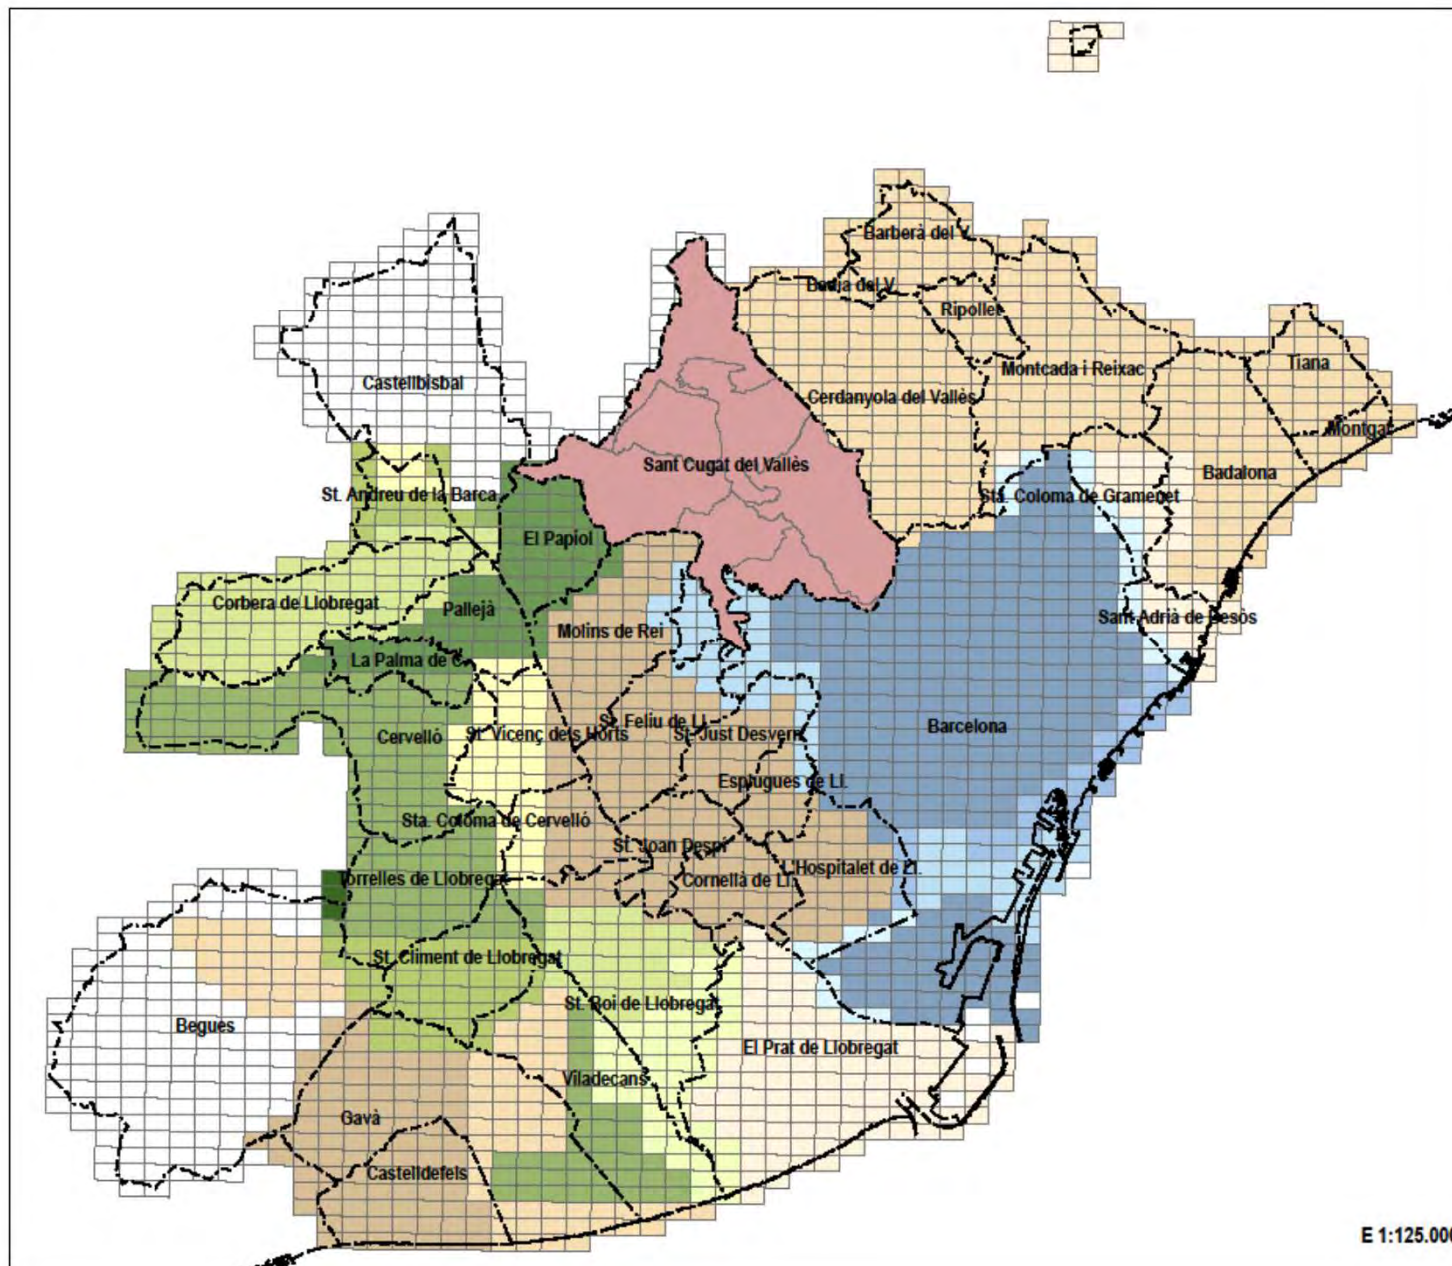 Barberà del V.
Badia del V.
Ripollet
Montcada i Reixac
Tiana
Castellbisbal
Cerdanyola del Vallès
Montgat
Sant Cugat del Vallès
Badalona
St. Andreu de la Barca
Sta. Coloma de Gramenet
El Papiol
Corbera de Llobregat
Pallejà
Sant Adrià de Besòs
Molins de Rei
La Palma de C.
St. Feliu de Ll.
Barcelona
Cervelló
St. Vicenç dels Horts
St. Just Desvern
Esplugues de Ll.
Sta. Coloma de Cervelló
St. Joan Despí
L'Hospitalet de Ll.
Torrelles de Llobregat
Cornellà de Ll.
St. Climent de Llobregat
St. Boi de Llobregat
Begues
El Prat de Llobregat
Viladecans
Gavà
Castelldefels
E 1:125.000